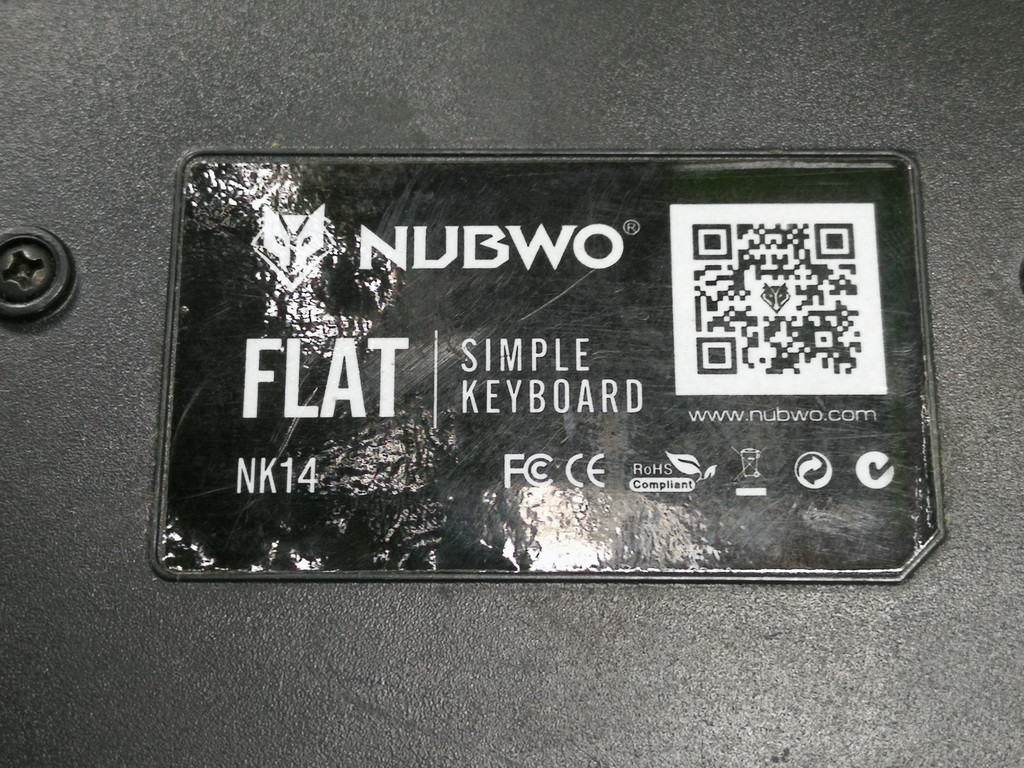 NUBWO®
FLAT
SIMPLE
KEYBOARD
www.nubwo.com
NK14
FC CE RoHS
Compliant